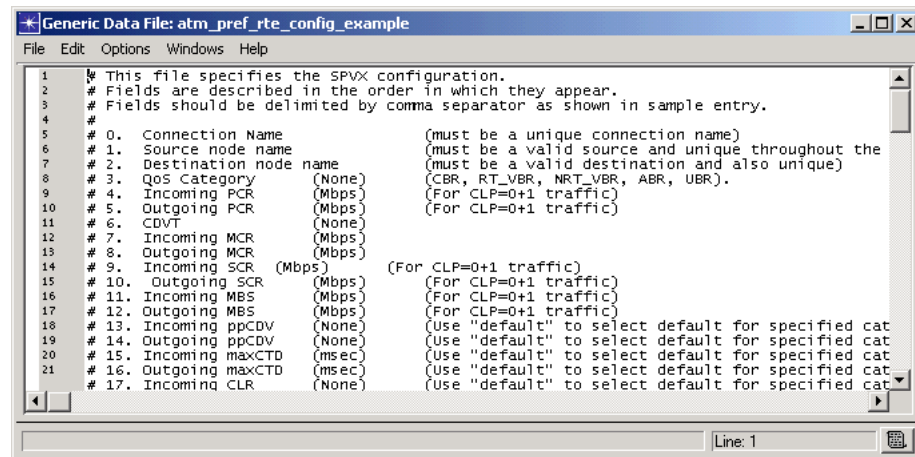 Generic Data File: atm_pref_rte_config_example
File Edit Options Windows Help
1 # This file specifies the SPVX configuration.
2 # Fields are described in the order in which they appear.
3 # Fields should be delimited by comma separator as shown in sample entry.
4 #
5 # 0. Connection Name (must be a unique connection name)
6 # 1. Source node name (must be a valid source and unique throughout the
7 # 2. Destination node name (must be a valid destination and also unique)
8 # 3. QoS Category (None) (CBR, RT_VBR, NRT_VBR, ABR, UBR).
9 # 4. Incoming PCR (Mbps) (For CLP=0+1 traffic)
10 # 5. Outgoing PCR (Mbps) (For CLP=0+1 traffic)
11 # 6. CDVT (None)
12 # 7. Incoming MCR (Mbps)
13 # 8. Outgoing MCR (Mbps)
14 # 9. Incoming SCR (Mbps) (For CLP=0+1 traffic)
15 # 10. Outgoing SCR (Mbps) (For CLP=0+1 traffic)
16 # 11. Incoming MBS (Mbps) (For CLP=0+1 traffic)
17 # 12. Outgoing MBS (Mbps) (For CLP=0+1 traffic)
18 # 13. Incoming ppCDV (None) (Use "default" to select default for specified cat
19 # 14. Outgoing ppCDV (None) (Use "default" to select default for specified cat
20 # 15. Incoming maxCTD (msec) (Use "default" to select default for specified cat
21 # 16. Outgoing maxCTD (msec) (Use "default" to select default for specified cat
# 17. Incoming CLR (None) (Use "default" to select default for specified cat
Line: 1